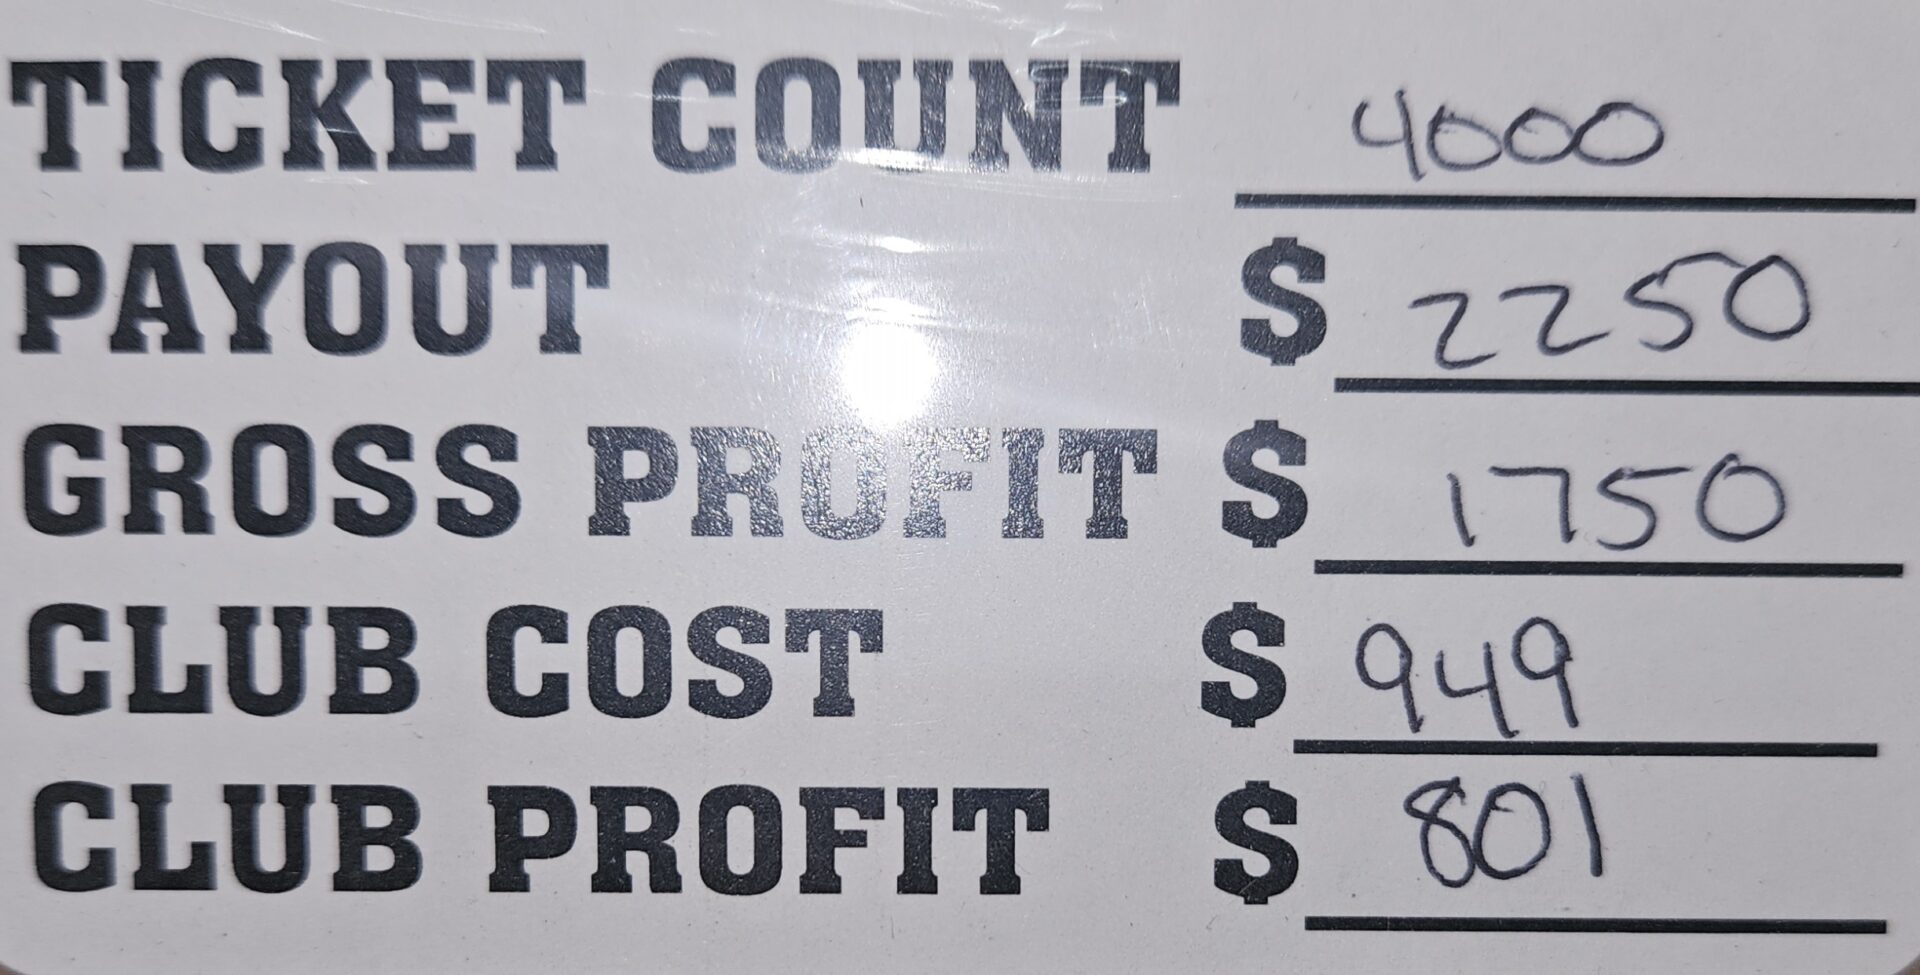 TICKET COUNT 4000
PAYOUT $ 2250
GROSS PROFIT $ 1750
CLUB COST $ 949
CLUB PROFIT $ 801